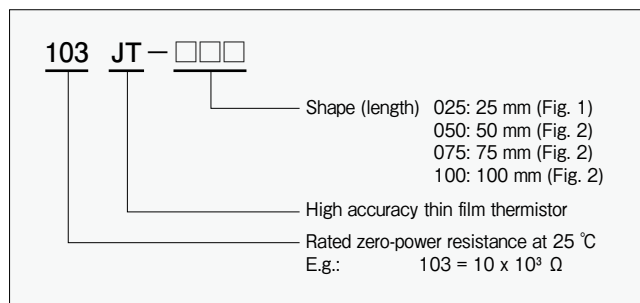 103 JT－□□□
Shape (length) 025: 25 mm (Fig. 1)
050: 50 mm (Fig. 2)
075: 75 mm (Fig. 2)
100: 100 mm (Fig. 2)
High accuracy thin film thermistor
Rated zero-power resistance at 25 ℃
E.g.: 103 = 10 x 10³ Ω